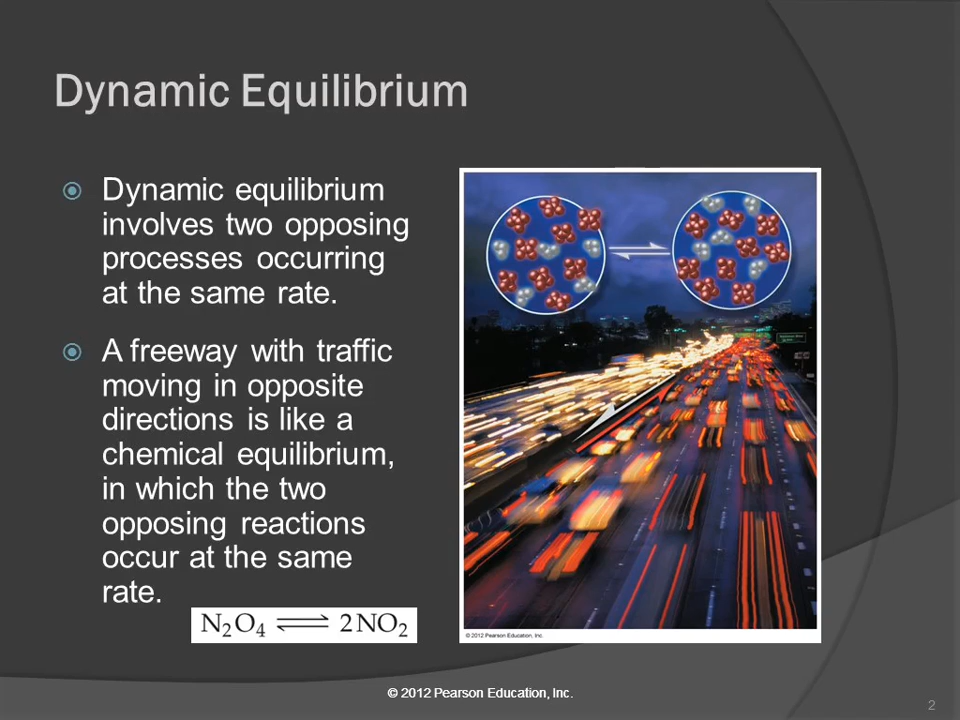 Dynamic Equilibrium
Dynamic equilibrium
involves two opposing
processes occurring
at the same rate.
A freeway with traffic
moving in opposite
directions is like a
chemical equilibrium,
in which the two
opposing reactions
occur at the same
rate.
N₂O₄ ⇌ 2NO₂
© 2012 Pearson Education, Inc.
© 2012 Pearson Education, Inc.
2